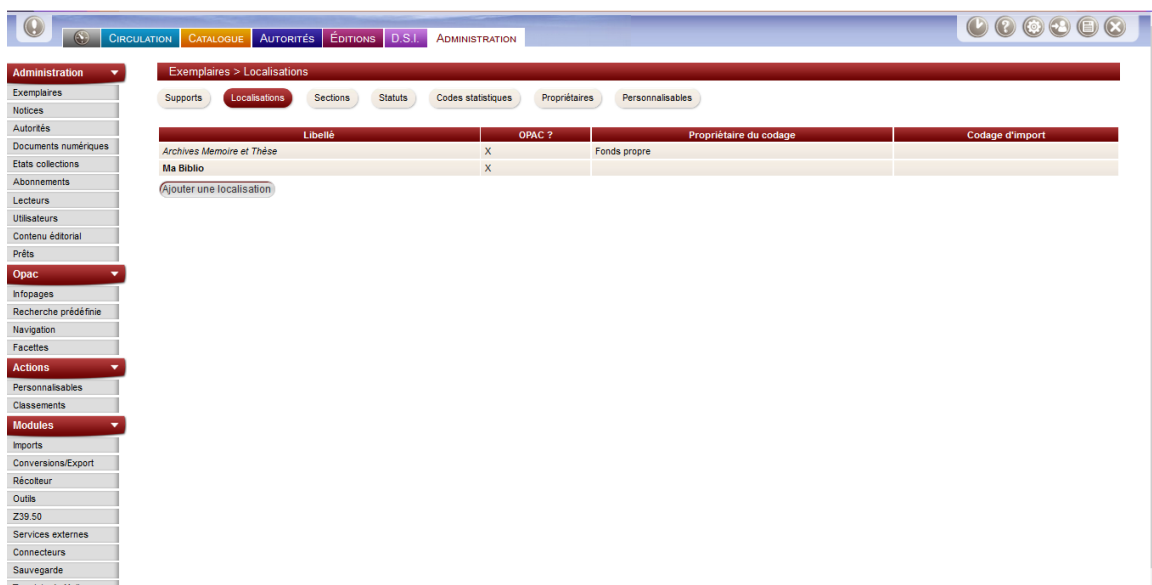 CIRCULATION CATALOGUE AUTORITÉS ÉDITIONS D.S.I. ADMINISTRATION
Administration
Exemplaires
Notices
Autorités
Documents numériques
Etats collections
Abonnements
Lecteurs
Utilisateurs
Contenu éditorial
Prêts
Opac
Infopages
Recherche prédéfinie
Navigation
Facettes
Actions
Personnalisables
Classements
Modules
Imports
Conversions/Export
Récolteur
Outils
Z39.50
Services externes
Connecteurs
Sauvegarde
Exemplaires > Localisations
Supports Localisations Sections Statuts Codes statistiques Propriétaires Personnalisables
Libellé OPAC ? Propriétaire du codage Codage d'import
Archives Memoire et Thèse X Fonds propre
Ma Biblio X
Ajouter une localisation